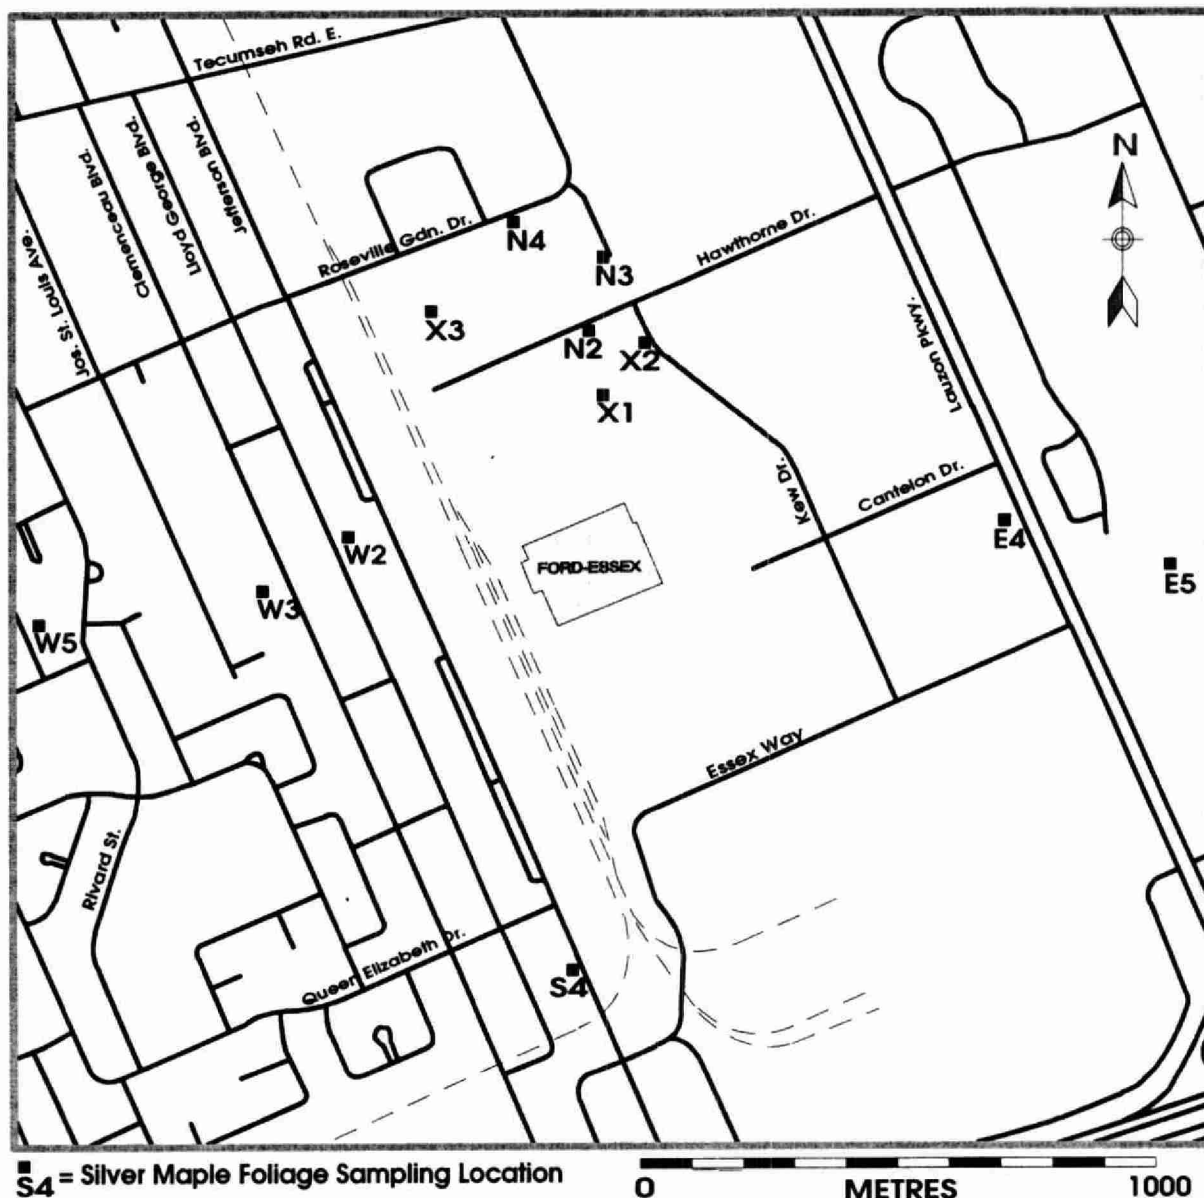 Tecumseh Rd. E.
N
Jos. St. Louis Ave.
Clemenceau Blvd.
Lloyd George Blvd.
Jefferson Blvd.
Roseville Gdn. Dr.
N4
N3
Hawthorne Dr.
X3
N2
X2
X1
Lauzon Pkwy.
Kew Dr.
Cantelon Dr.
W2
FORD-ESSEX
E4
E5
W3
W5
Essex Way
Rivard St.
Queen Elizabeth Dr.
S4
S4 = Silver Maple Foliage Sampling Location
0 METRES 1000